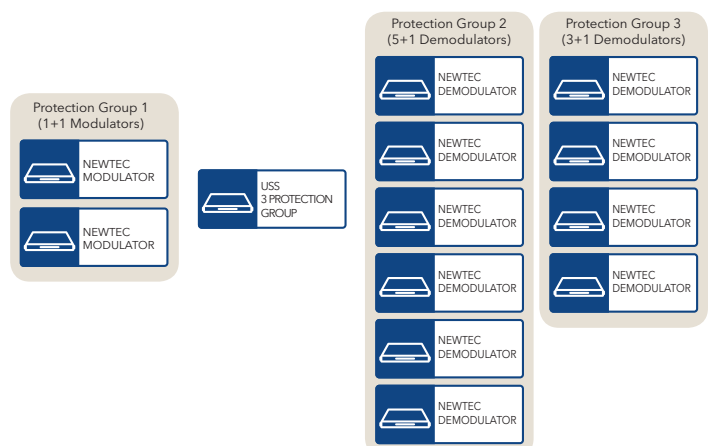 Protection Group 1
(1+1 Modulators)
NEWTEC
MODULATOR
NEWTEC
MODULATOR
USS
3 PROTECTION
GROUP
Protection Group 2
(5+1 Demodulators)
NEWTEC
DEMODULATOR
NEWTEC
DEMODULATOR
NEWTEC
DEMODULATOR
NEWTEC
DEMODULATOR
NEWTEC
DEMODULATOR
NEWTEC
DEMODULATOR
Protection Group 3
(3+1 Demodulators)
NEWTEC
DEMODULATOR
NEWTEC
DEMODULATOR
NEWTEC
DEMODULATOR
NEWTEC
DEMODULATOR